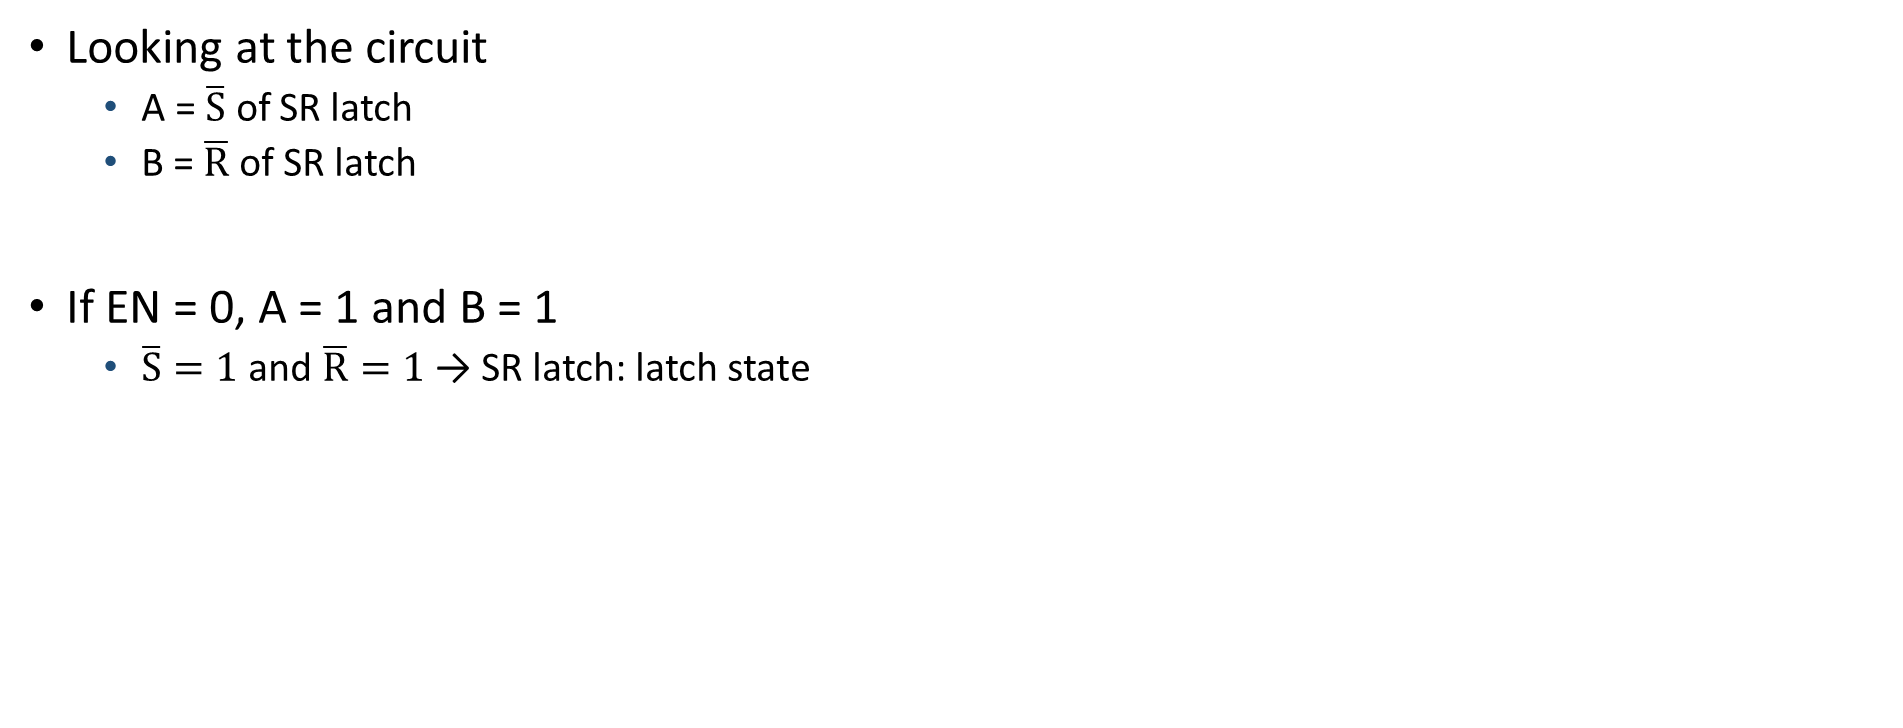 • Looking at the circuit
• A = S̅ of SR latch
• B = R̅ of SR latch
• If EN = 0, A = 1 and B = 1
• S̅ = 1 and R̅ = 1 → SR latch: latch state